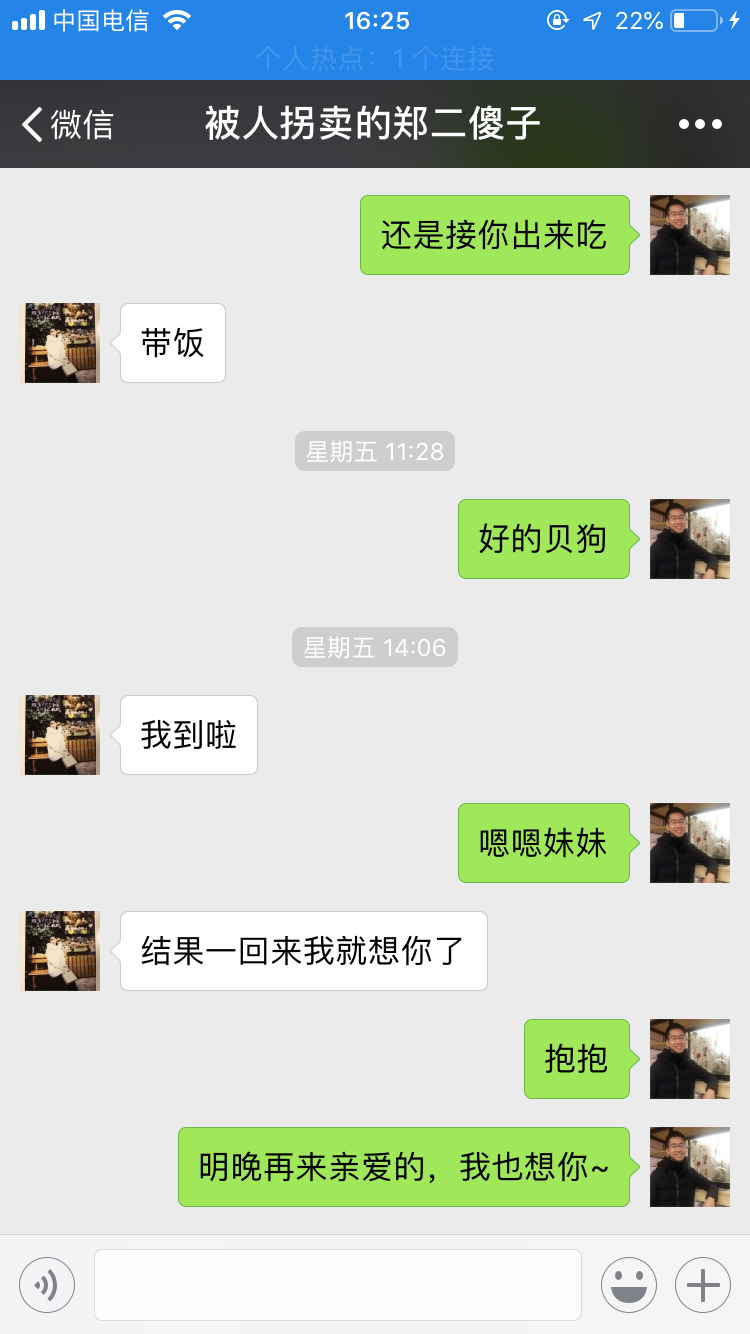 中国电信
16:25
22%
个人热点：1 个连接
微信
被人拐卖的郑二傻子
还是接你出来吃
带饭
星期五 11:28
好的贝狗
星期五 14:06
我到啦
嗯嗯妹妹
结果一回来我就想你了
抱抱
明晚再来亲爱的，我也想你~